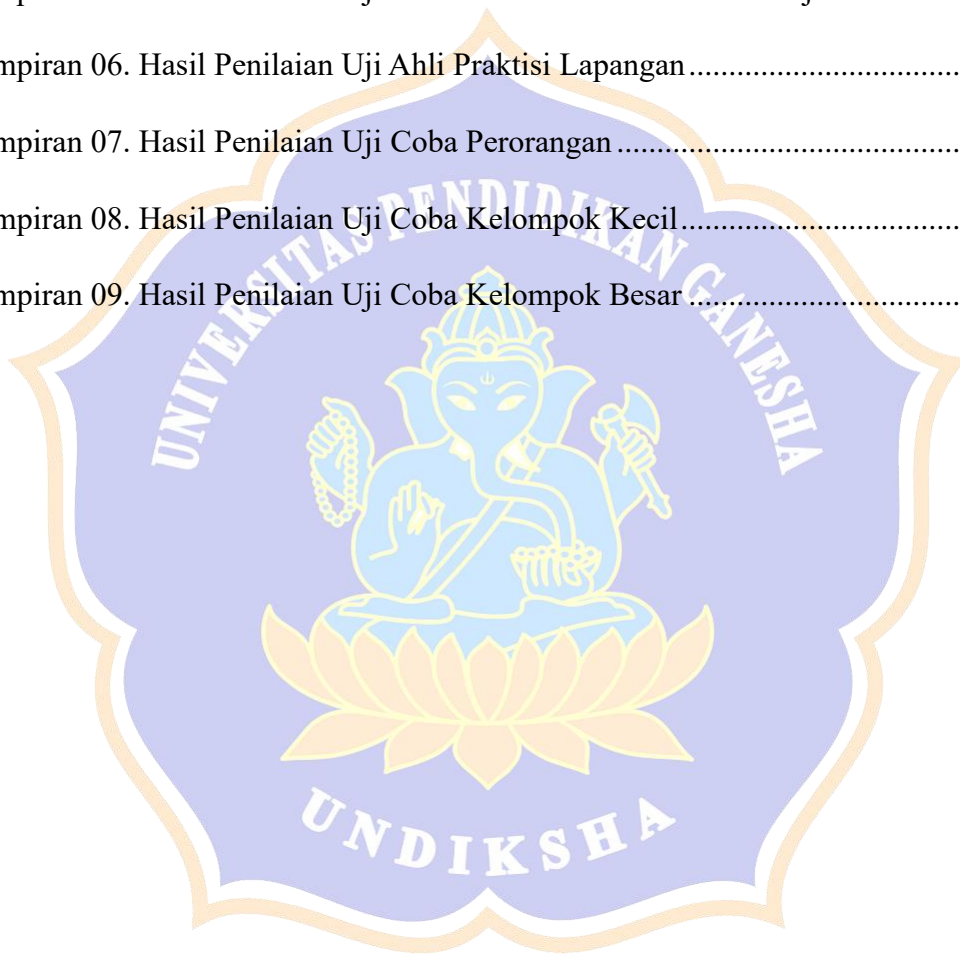 mpiran 06. Hasil Penilaian Uji Ahli Praktisi Lapangan.................................
mpiran 07. Hasil Penilaian Uji Coba Perorangan..........................................
mpiran 08. Hasil Penilaian Uji Coba Kelompok Kecil..................................
mpiran 09. Hasil Penilaian Uji Coba Kelompok Besar.................................
UNIVERSITAS PENDIDIKAN GANESHA
UNDIKSHA